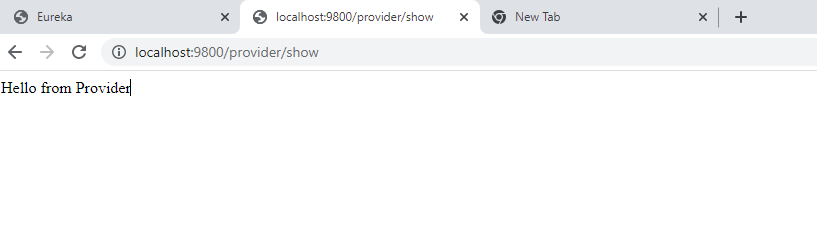 Eureka
localhost:9800/provider/show
New Tab
localhost:9800/provider/show
Hello from Provider